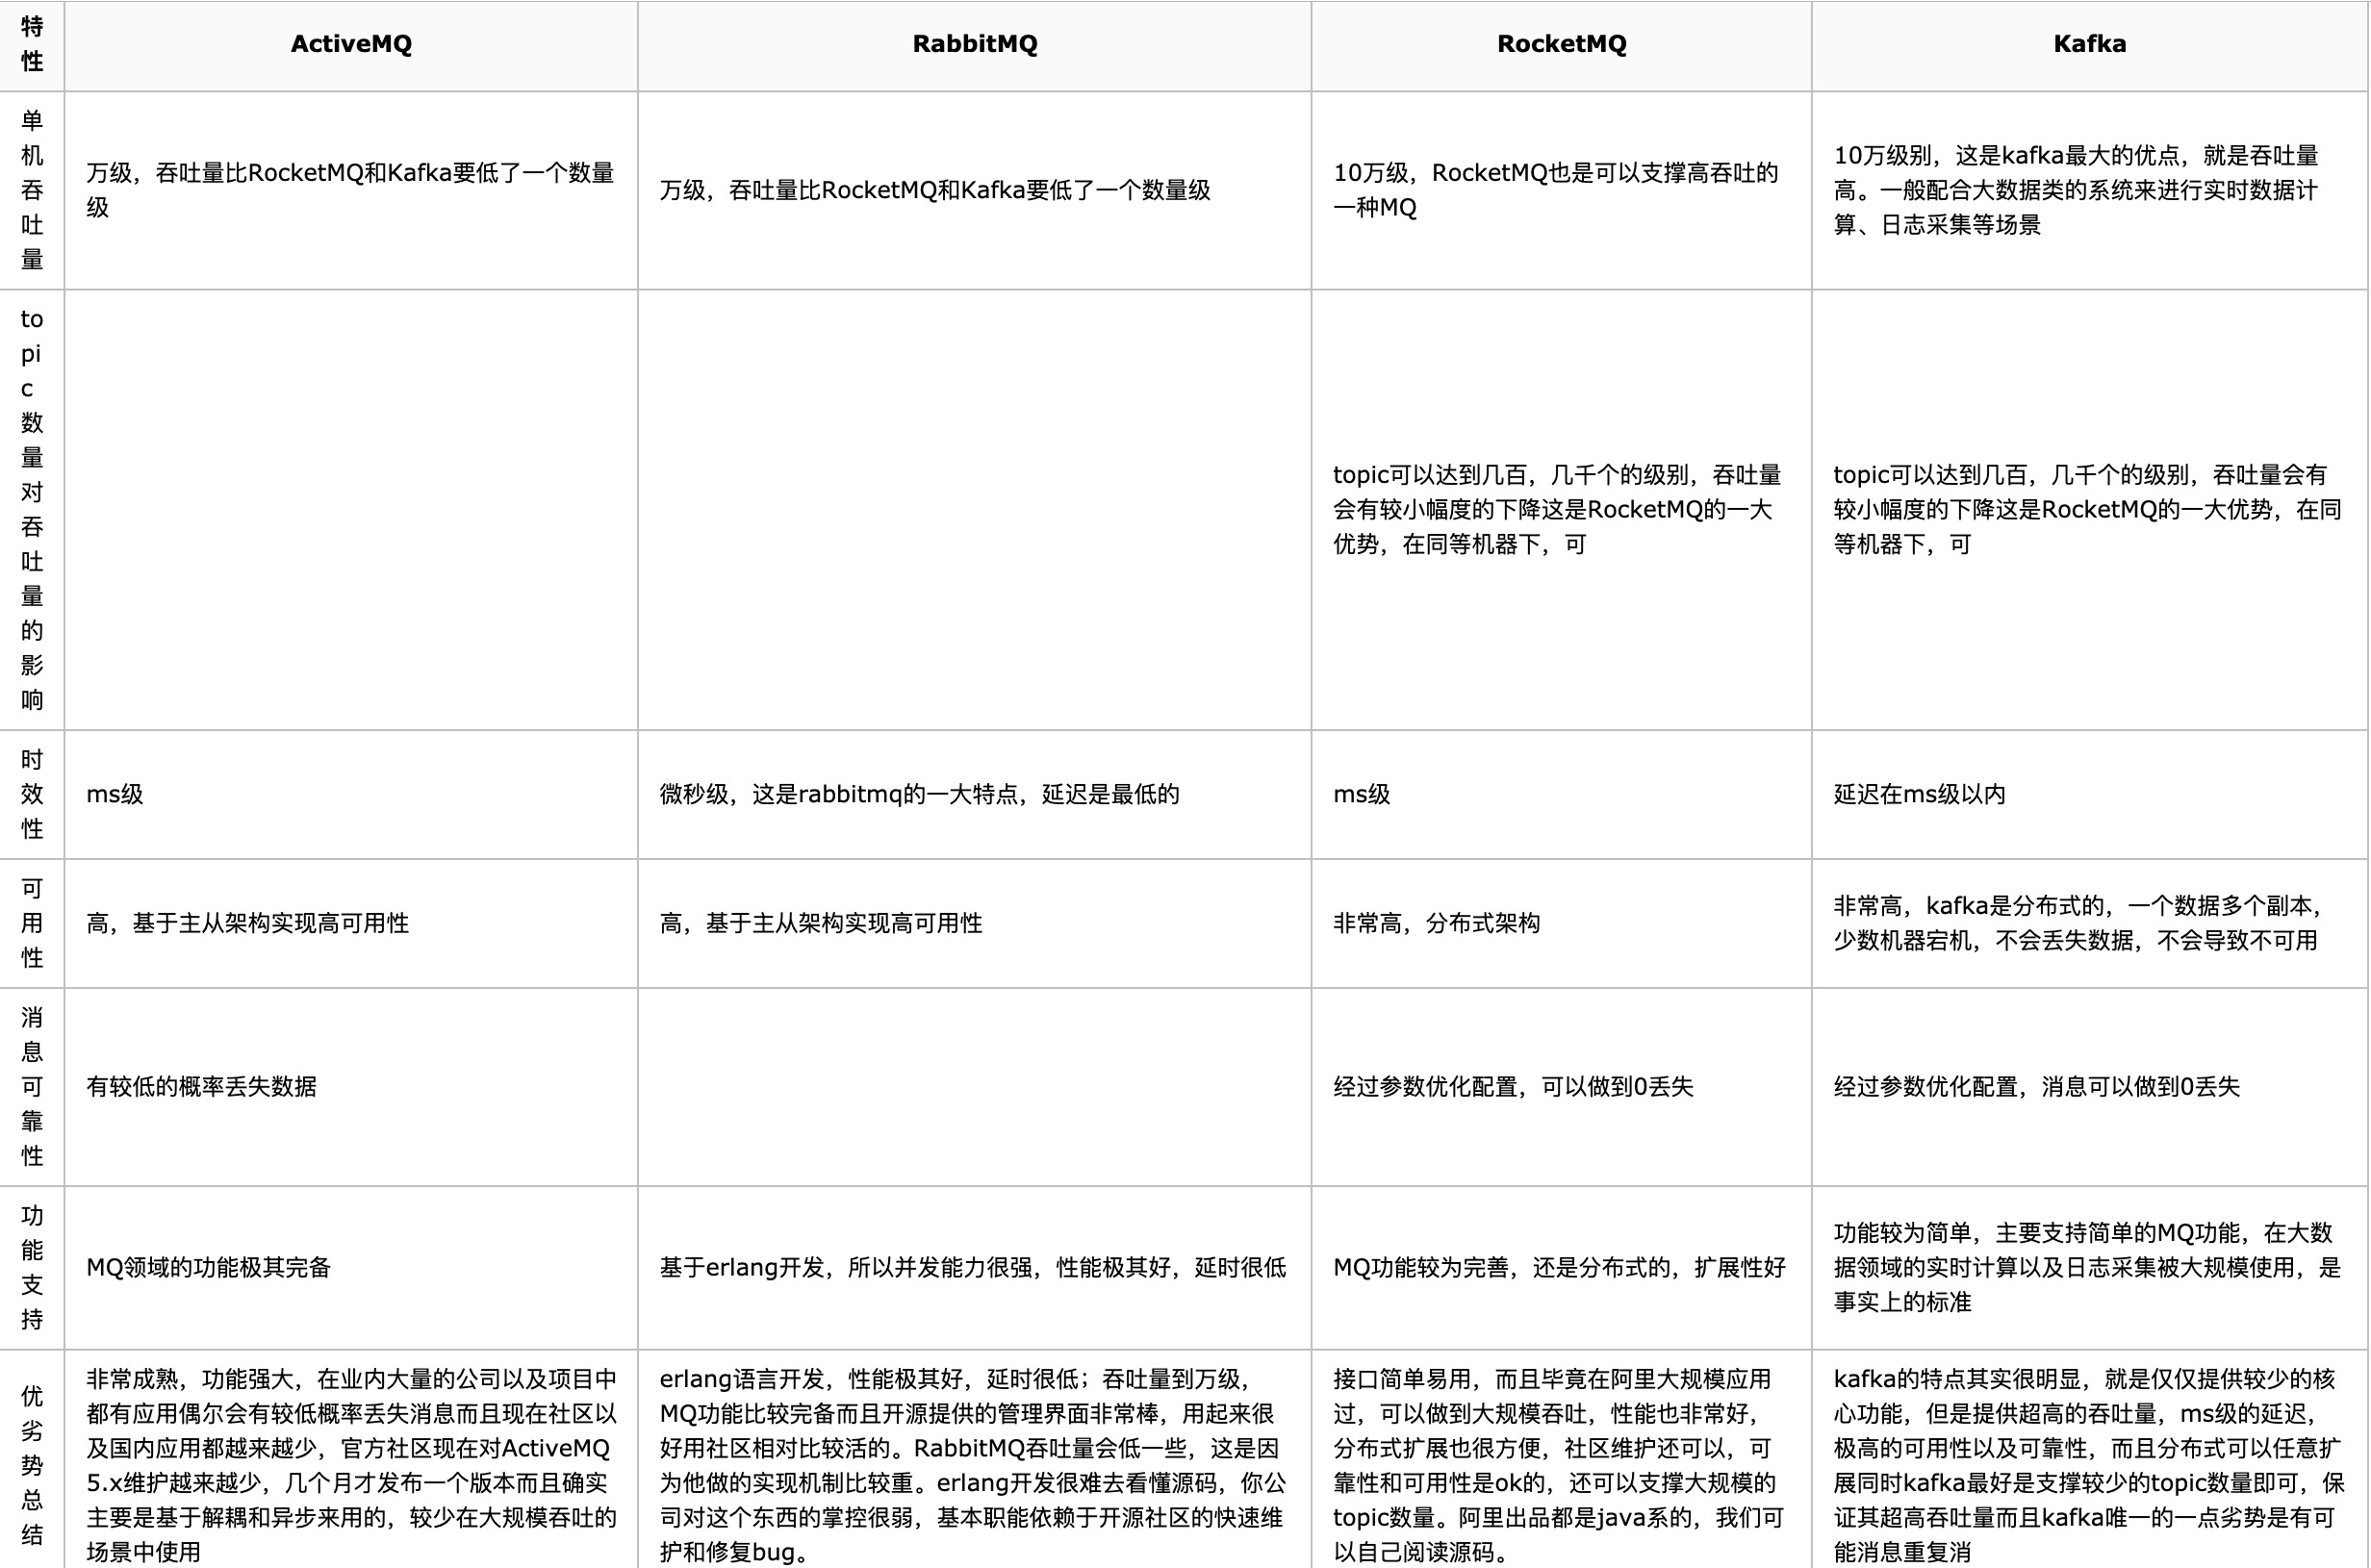 特
性
ActiveMQ
RabbitMQ
RocketMQ
Kafka
单
机
吞
吐
量
万级，吞吐量比RocketMQ和Kafka要低了一个数量
级
万级，吞吐量比RocketMQ和Kafka要低了一个数量级
10万级，RocketMQ也是可以支撑高吞吐的
一种MQ
10万级别，这是kafka最大的优点，就是吞吐量
高。一般配合大数据类的系统来进行实时数据计
算、日志采集等场景
to
pi
c
数
量
对
吞
吐
量
的
影
响
topic可以达到几百，几千个的级别，吞吐量
会有较小幅度的下降这是RocketMQ的一大
优势，在同等机器下，可
topic可以达到几百，几千个的级别，吞吐量会有
较小幅度的下降这是RocketMQ的一大优势，在同
等机器下，可
时
效
性
ms级
微秒级，这是rabbitmq的一大特点，延迟是最低的
ms级
延迟在ms级以内
可
用
性
高，基于主从架构实现高可用性
高，基于主从架构实现高可用性
非常高，分布式架构
非常高，kafka是分布式的，一个数据多个副本，
少数机器宕机，不会丢失数据，不会导致不可用
消
息
可
靠
性
有较低的概率丢失数据
经过参数优化配置，可以做到0丢失
经过参数优化配置，消息可以做到0丢失
功
能
支
持
MQ领域的功能极其完备
基于erlang开发，所以并发能力很强，性能极其好，延时很低
MQ功能较为完善，还是分布式的，扩展性好
功能较为简单，主要支持简单的MQ功能，在大数
据领域的实时计算以及日志采集被大规模使用，是
事实上的标准
优
劣
势
总
结
非常成熟，功能强大，在业内大量的公司以及项目中
都有应用偶尔会有较低概率丢失消息而且现在社区以
及国内应用都越来越少，官方社区现在对ActiveMQ
5.x维护越来越少，几个月才发布一个版本而且确实
主要是基于解耦和异步来用的，较少在大规模吞吐的
场景中使用
erlang语言开发，性能极其好，延时很低；吞吐量到万级，
MQ功能比较完备而且开源提供的管理界面非常棒，用起来很
好用社区相对比较活的。RabbitMQ吞吐量会低一些，这是因
为他做的实现机制比较重。erlang开发很难去看懂源码，你公
司对这个东西的掌控很弱，基本职能依赖于开源社区的快速维
护和修复bug。
接口简单易用，而且毕竟在阿里大规模应用
过，可以做到大规模吞吐，性能也非常好，
分布式扩展也很方便，社区维护还可以，可
靠性和可用性是ok的，还可以支撑大规模的
topic数量。阿里出品都是java系的，我们可
以自己阅读源码。
kafka的特点其实很明显，就是仅仅提供较少的核
心功能，但是提供超高的吞吐量，ms级的延迟，
极高的可用性以及可靠性，而且分布式可以任意扩
展同时kafka最好是支撑较少的topic数量即可，保
证其超高吞吐量而且kafka唯一的一点劣势是有可
能消息重复消